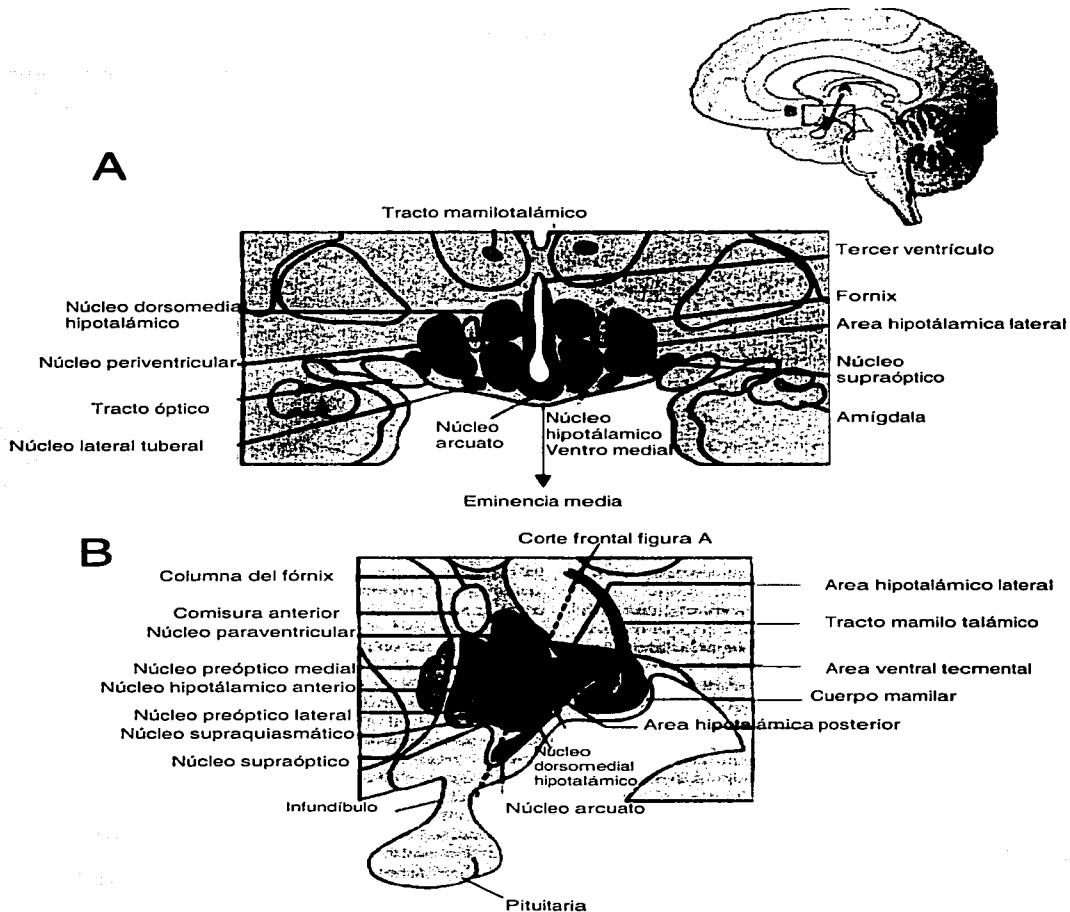 A
Tracto mamilotalámico
Tercer ventrículo
Núcleo dorsomedia
hipotalámico
Fornix
Area hipotálamica lateral
Núcleo periventricular
Núcleo
supraóptico
Tracto óptico
Amígdala
Núcleo lateral tuberal
Núcleo
arcuato
Núcleo
hipotálamico
Ventro medial
Eminencia media
B
Corte frontal figura A
Columna del fórnix
Area hipotalámico lateral
Comisura anterior
Tracto mamilo talámico
Núcleo paraventricular
Núcleo preóptico medial
Area ventral tecmental
Núcleo hipotálamico anterio
Cuerpo mamilar
Núcleo preóptico lateral
Area hipotalámica posterior
Núcleo supraquiasmático
Núcleo supraóptico
Núcleo
dorsomedial
hipotalámico
Infundíbulo
Núcleo arcuato
Pituitaria